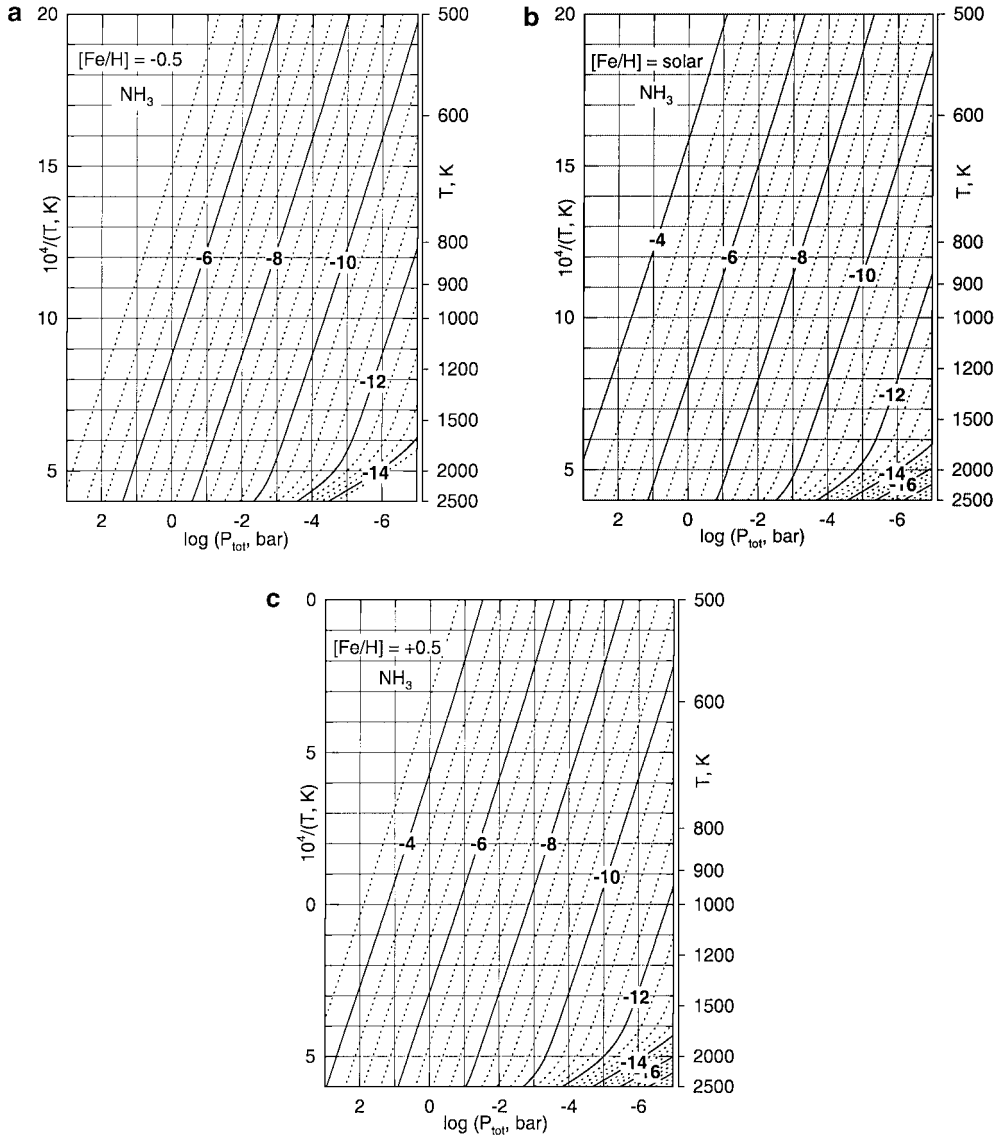 a
[Fe/H] = -0.5
NH3
20
15
10
5
10⁴/(T, K)
-6
-8
-10
-12
-14
500
600
800
900
1000
1200
1500
2000
2500
T, K
2 0 -2 -4 -6
log (Ptot, bar)
b
[Fe/H] = solar
NH3
20
15
10
5
10⁴/(T, K)
-4
-6
-8
-10
-12
-14
500
600
800
900
1000
1200
1500
2000
2500
T, K
2 0 -2 -4 -6
log (Ptot, bar)
c
[Fe/H] = +0.5
NH3
0
5
0
5
10⁴/(T, K)
-4
-6
-8
-10
-12
-14
500
600
800
900
1000
1200
1500
2000
2500
T, K
2 0 -2 -4 -6
log (Ptot, bar)